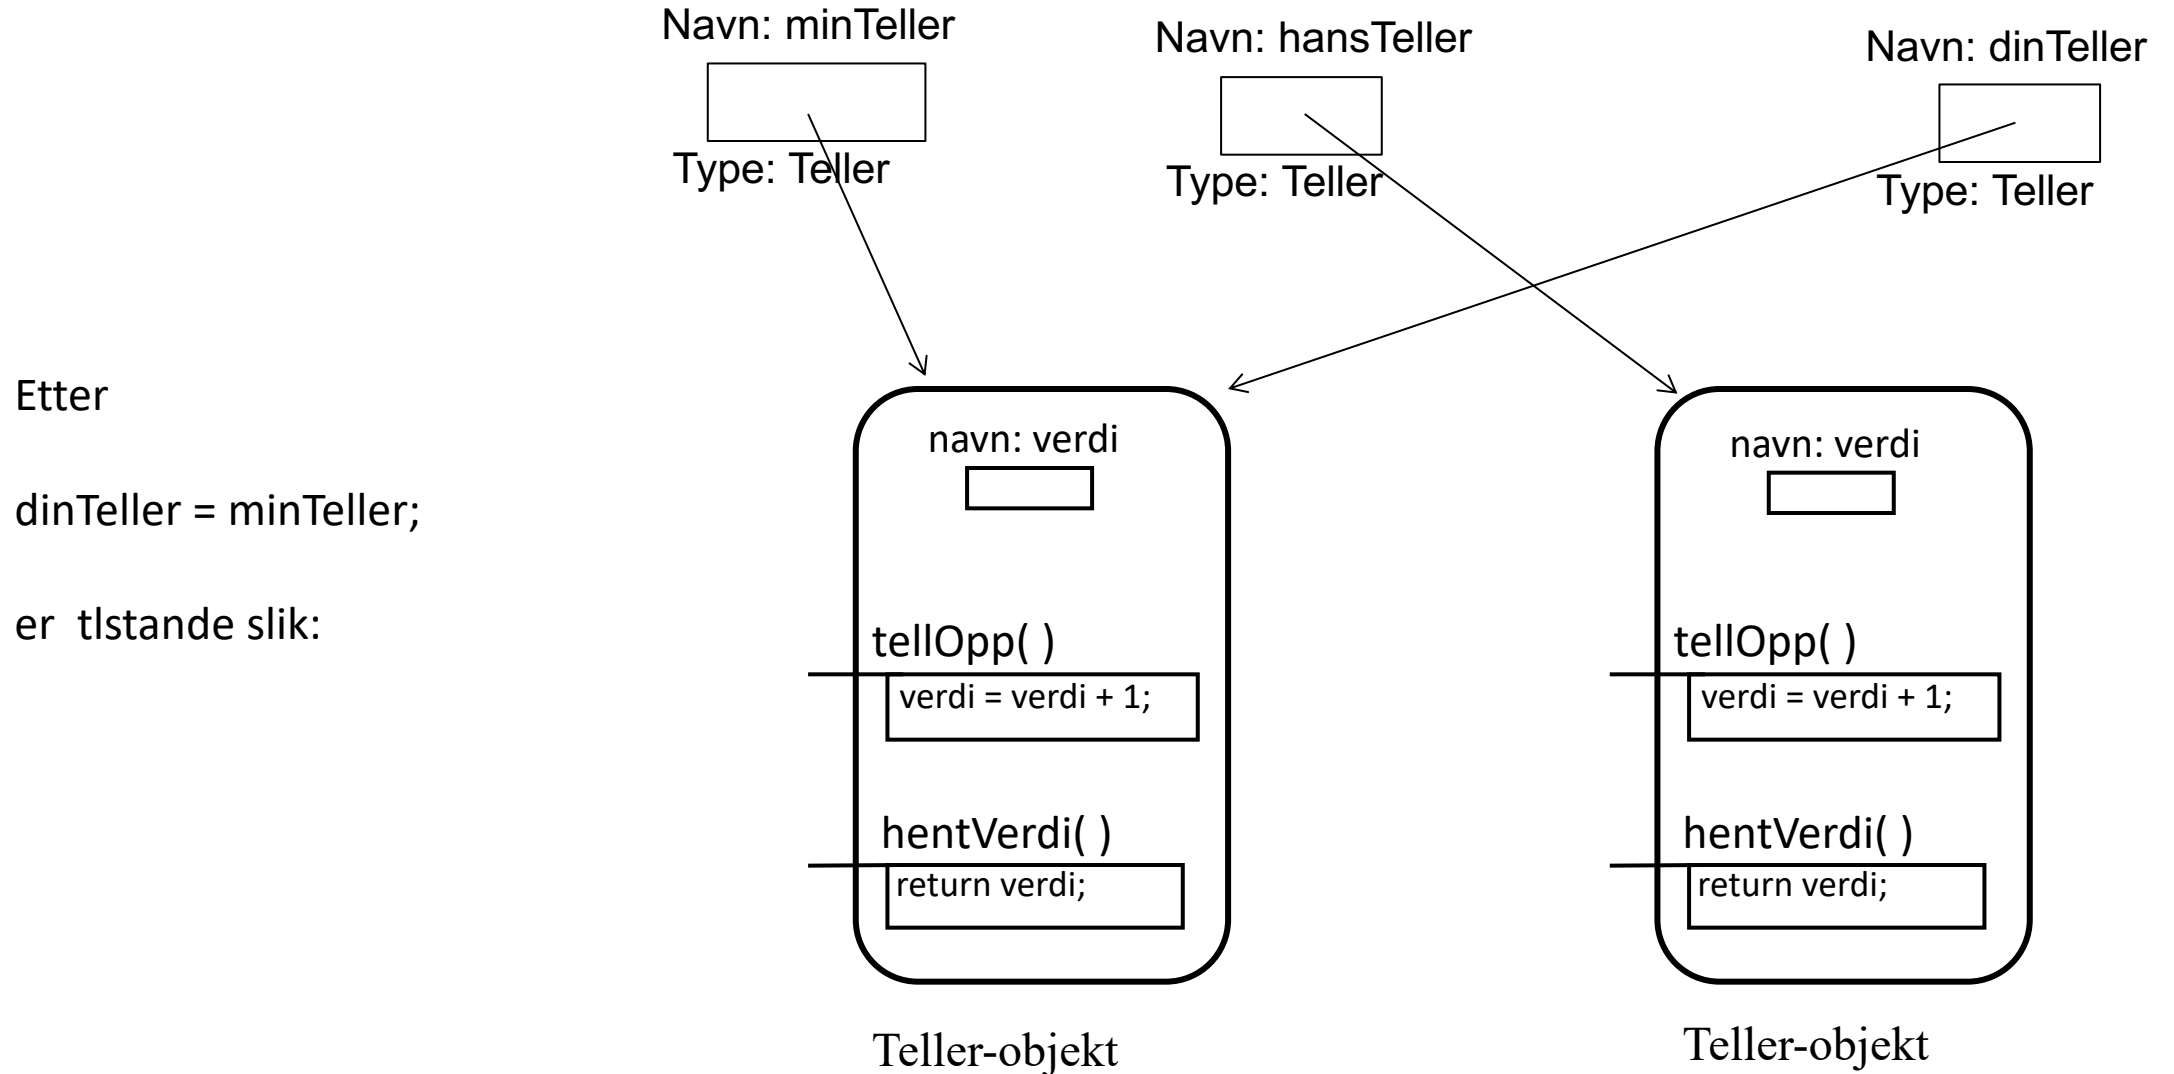 Navn: minTeller
Type: Teller
Navn: hansTeller
Type: Teller
Navn: dinTeller
Type: Teller
Etter
dinTeller = minTeller;
er  tlstande slik:
navn: verdi
tellOpp( )
verdi = verdi + 1;
hentVerdi( )
return verdi;
Teller-objekt
navn: verdi
tellOpp( )
verdi = verdi + 1;
hentVerdi( )
return verdi;
Teller-objekt